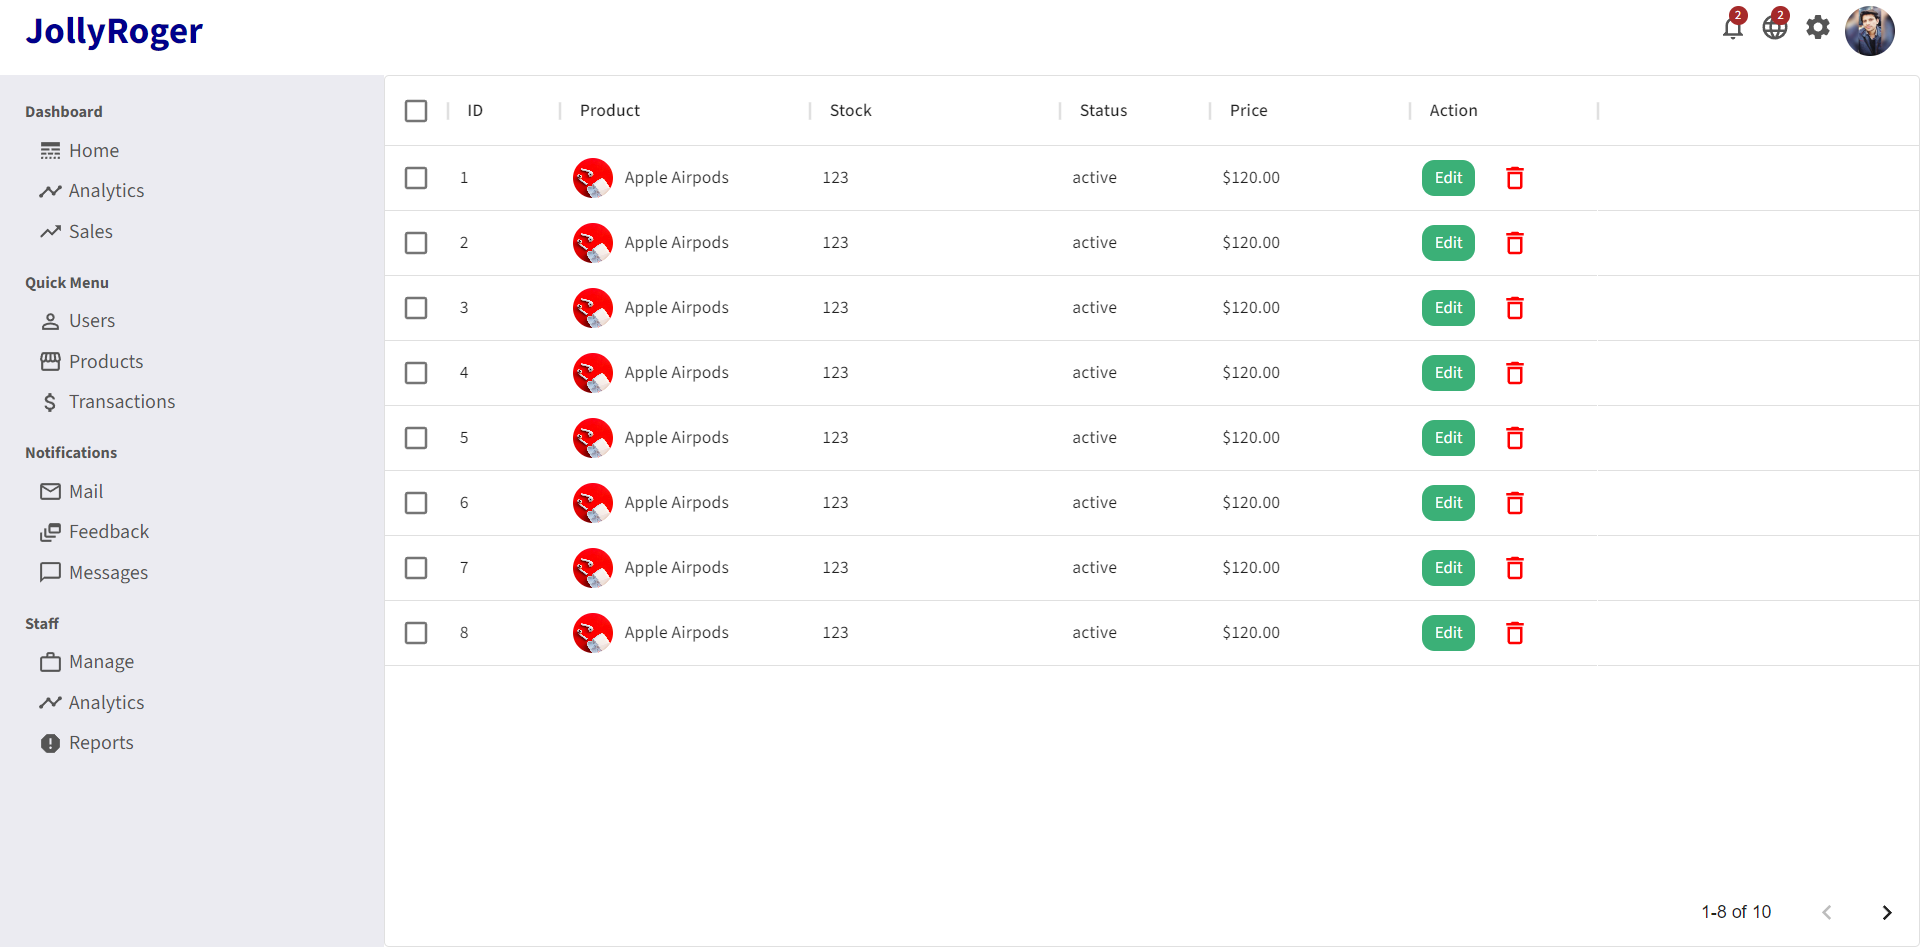 JollyRoger
2
2
Dashboard
Home
Analytics
Sales
Quick Menu
Users
Products
Transactions
Notifications
Mail
Feedback
Messages
Staff
Manage
Analytics
Reports
ID Product Stock Status Price Action
1 Apple Airpods 123 active $120.00 Edit
2 Apple Airpods 123 active $120.00 Edit
3 Apple Airpods 123 active $120.00 Edit
4 Apple Airpods 123 active $120.00 Edit
5 Apple Airpods 123 active $120.00 Edit
6 Apple Airpods 123 active $120.00 Edit
7 Apple Airpods 123 active $120.00 Edit
8 Apple Airpods 123 active $120.00 Edit
1-8 of 10